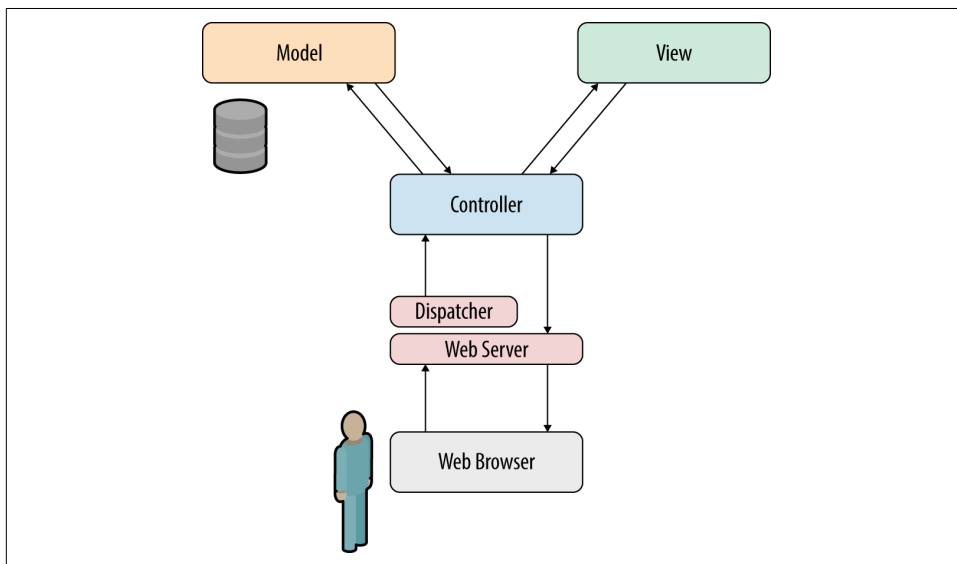 Model
View
Controller
Dispatcher
Web Server
Web Browser